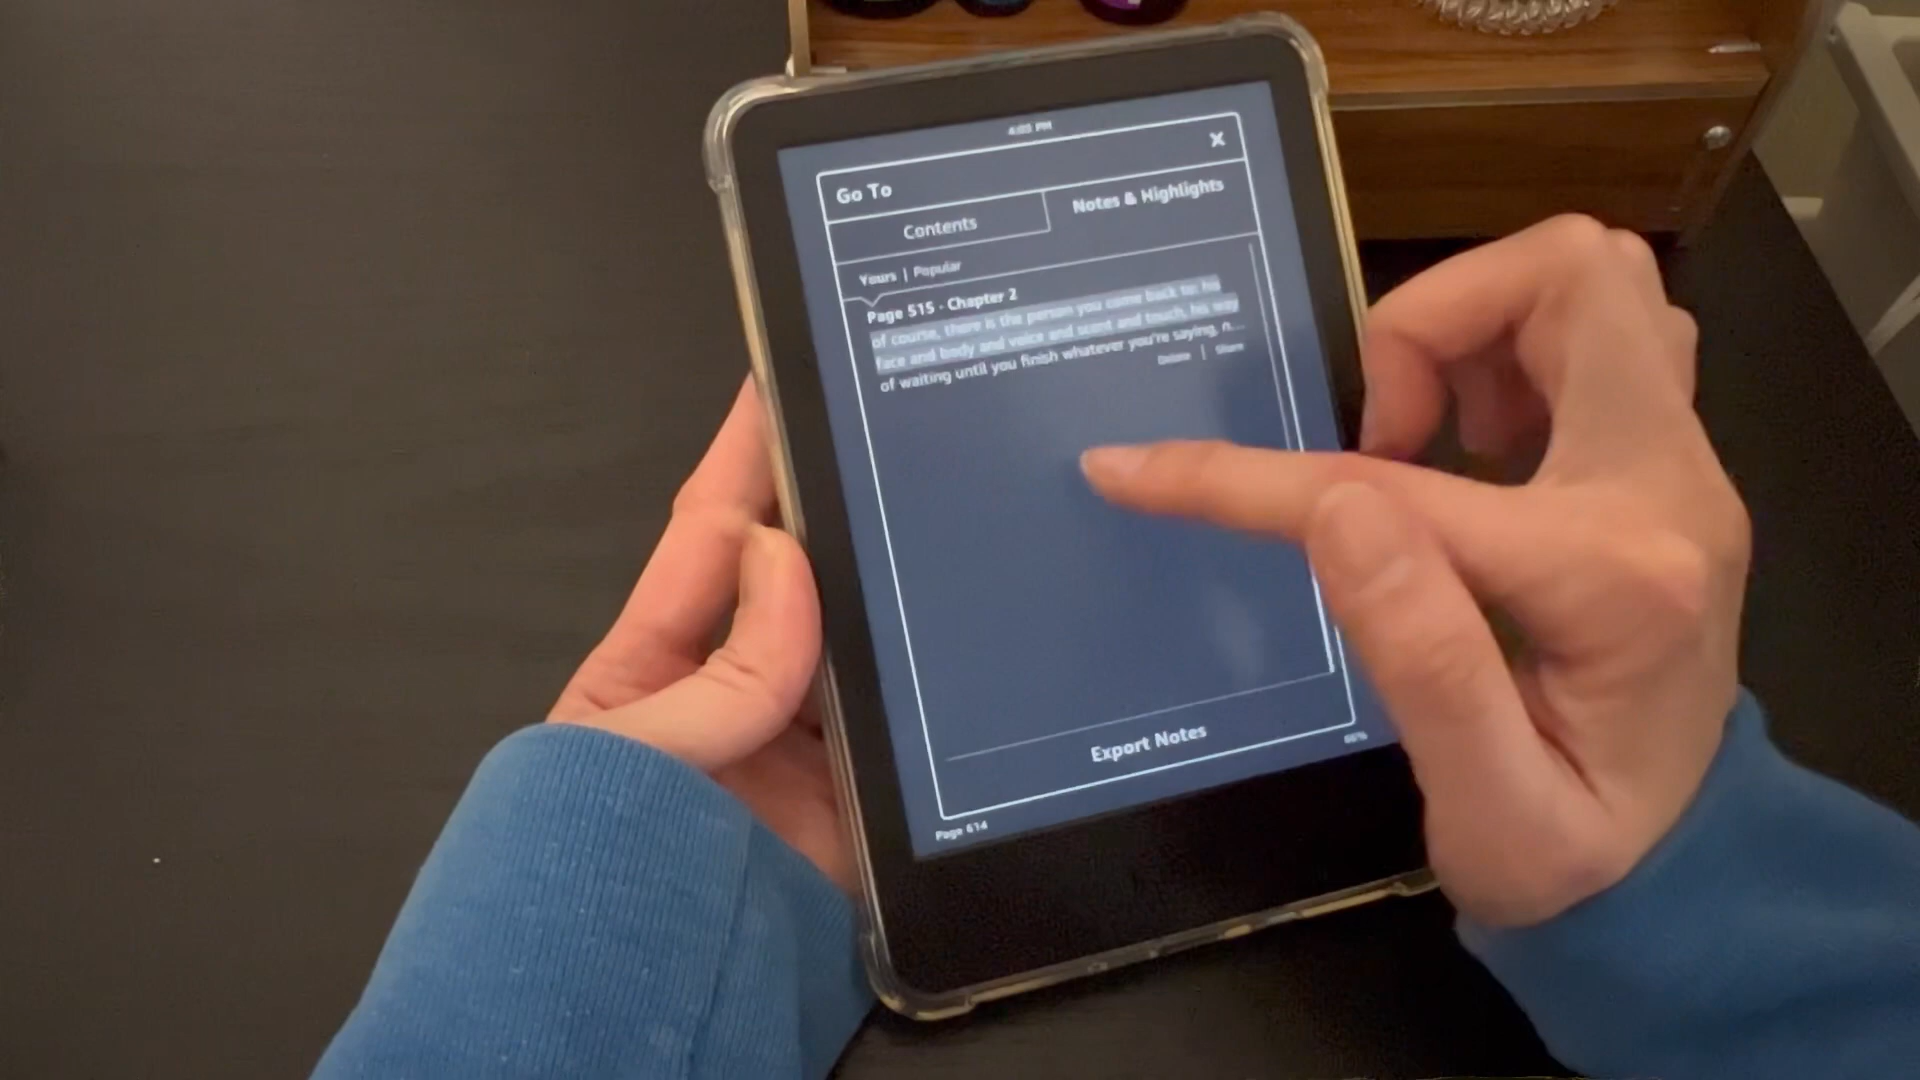 4:05 PM
Go To
X
Contents
Notes & Highlights
Yours | Popular
Page 515 · Chapter 2
of course, there is the person you come back to: his
face and body and voice and scent and touch, his way
of waiting until you finish whatever you're saying, n...
Delete | Share
Export Notes
Page 614
66%